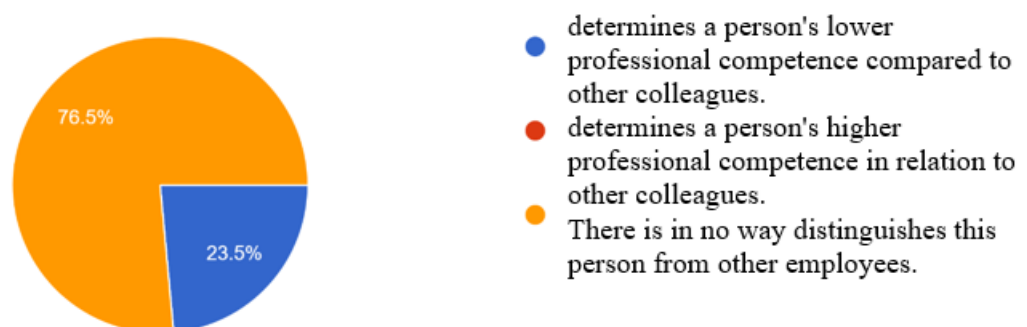 76.5%
23.5%
determines a person's lower
professional competence compared to
other colleagues.
determines a person's higher
professional competence in relation to
other colleagues.
There is in no way distinguishes this
person from other employees.